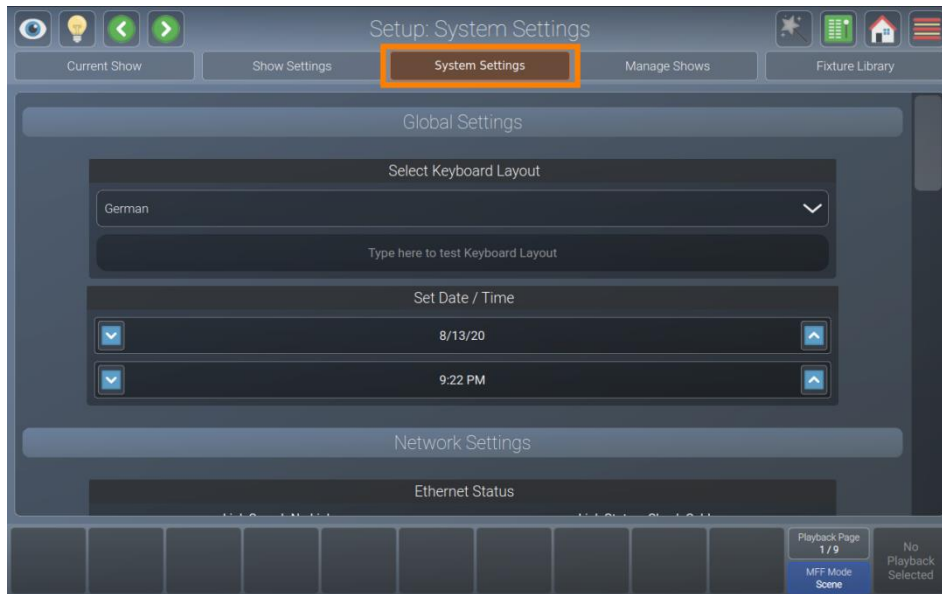 Setup: System Settings
Current Show
Show Settings
System Settings
Manage Shows
Fixture Library
Global Settings
Select Keyboard Layout
German
Type here to test Keyboard Layout
Set Date / Time
8/13/20
9:22 PM
Network Settings
Ethernet Status
Playback Page
1 / 9
MFF Mode
Scene
No
Playback
Selected